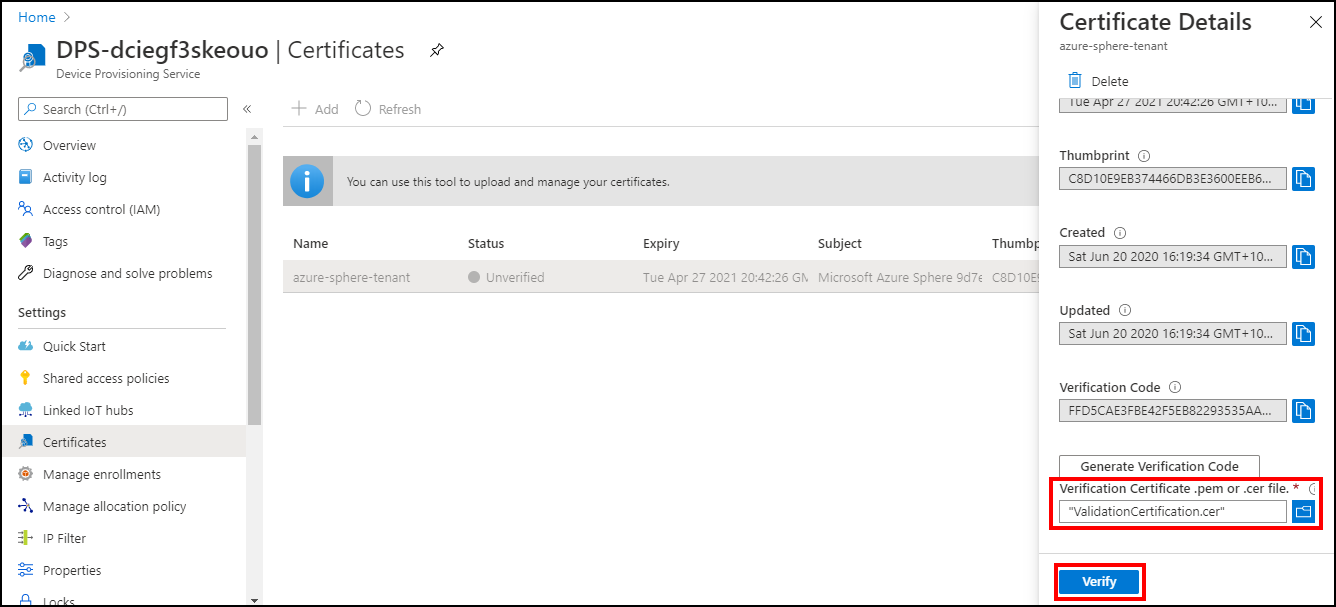 Home
DPS-dciegf3skeouo | Certificates
Device Provisioning Service
Search (Ctrl+/)
«
Overview
Activity log
Access control (IAM)
Tags
Diagnose and solve problems
Settings
Quick Start
Shared access policies
Linked IoT hubs
Certificates
Manage enrollments
Manage allocation policy
IP Filter
Properties
Locks
Add
Refresh
You can use this tool to upload and manage your certificates.
Name Status Expiry Subject Thumbp
azure-sphere-tenant Unverified Tue Apr 27 2021 20:42:26 GM Microsoft Azure Sphere 9d7e C8D10E9
Certificate Details
azure-sphere-tenant
Delete
Tue Apr 27 2021 20:42:26 GMT+10...
Thumbprint
C8D10E9EB374466DB3E3600EEB6...
Created
Sat Jun 20 2020 16:19:34 GMT+10...
Updated
Sat Jun 20 2020 16:19:34 GMT+10...
Verification Code
FFD5CAE3FBE42F5EB82293535AA...
Generate Verification Code
Verification Certificate .pem or .cer file. *
"ValidationCertification.cer"
Verify